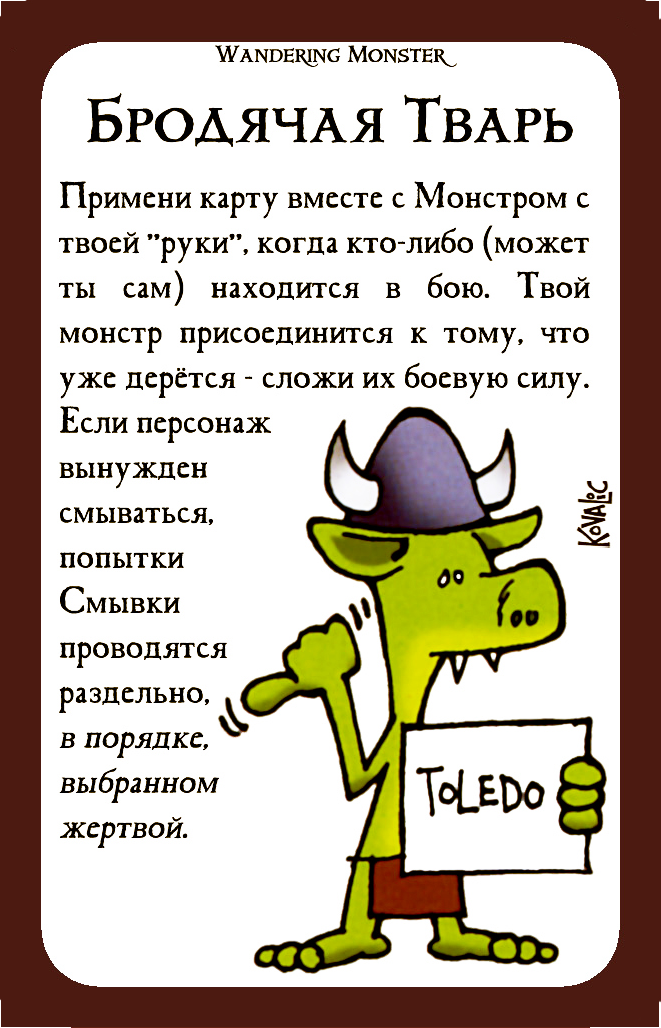 Wandering Monster
Бродячая Тварь
Примени карту вместе с Монстром с
твоей "руки", когда кто-либо (может
ты сам) находится в бою. Твой
монстр присоединится к тому, что
уже дерётся - сложи их боевую силу.
Если персонаж
вынужден
смываться,
попытки
Смывки
проводятся
раздельно,
в порядке,
выбранном
жертвой.
Kovalic
Toledo